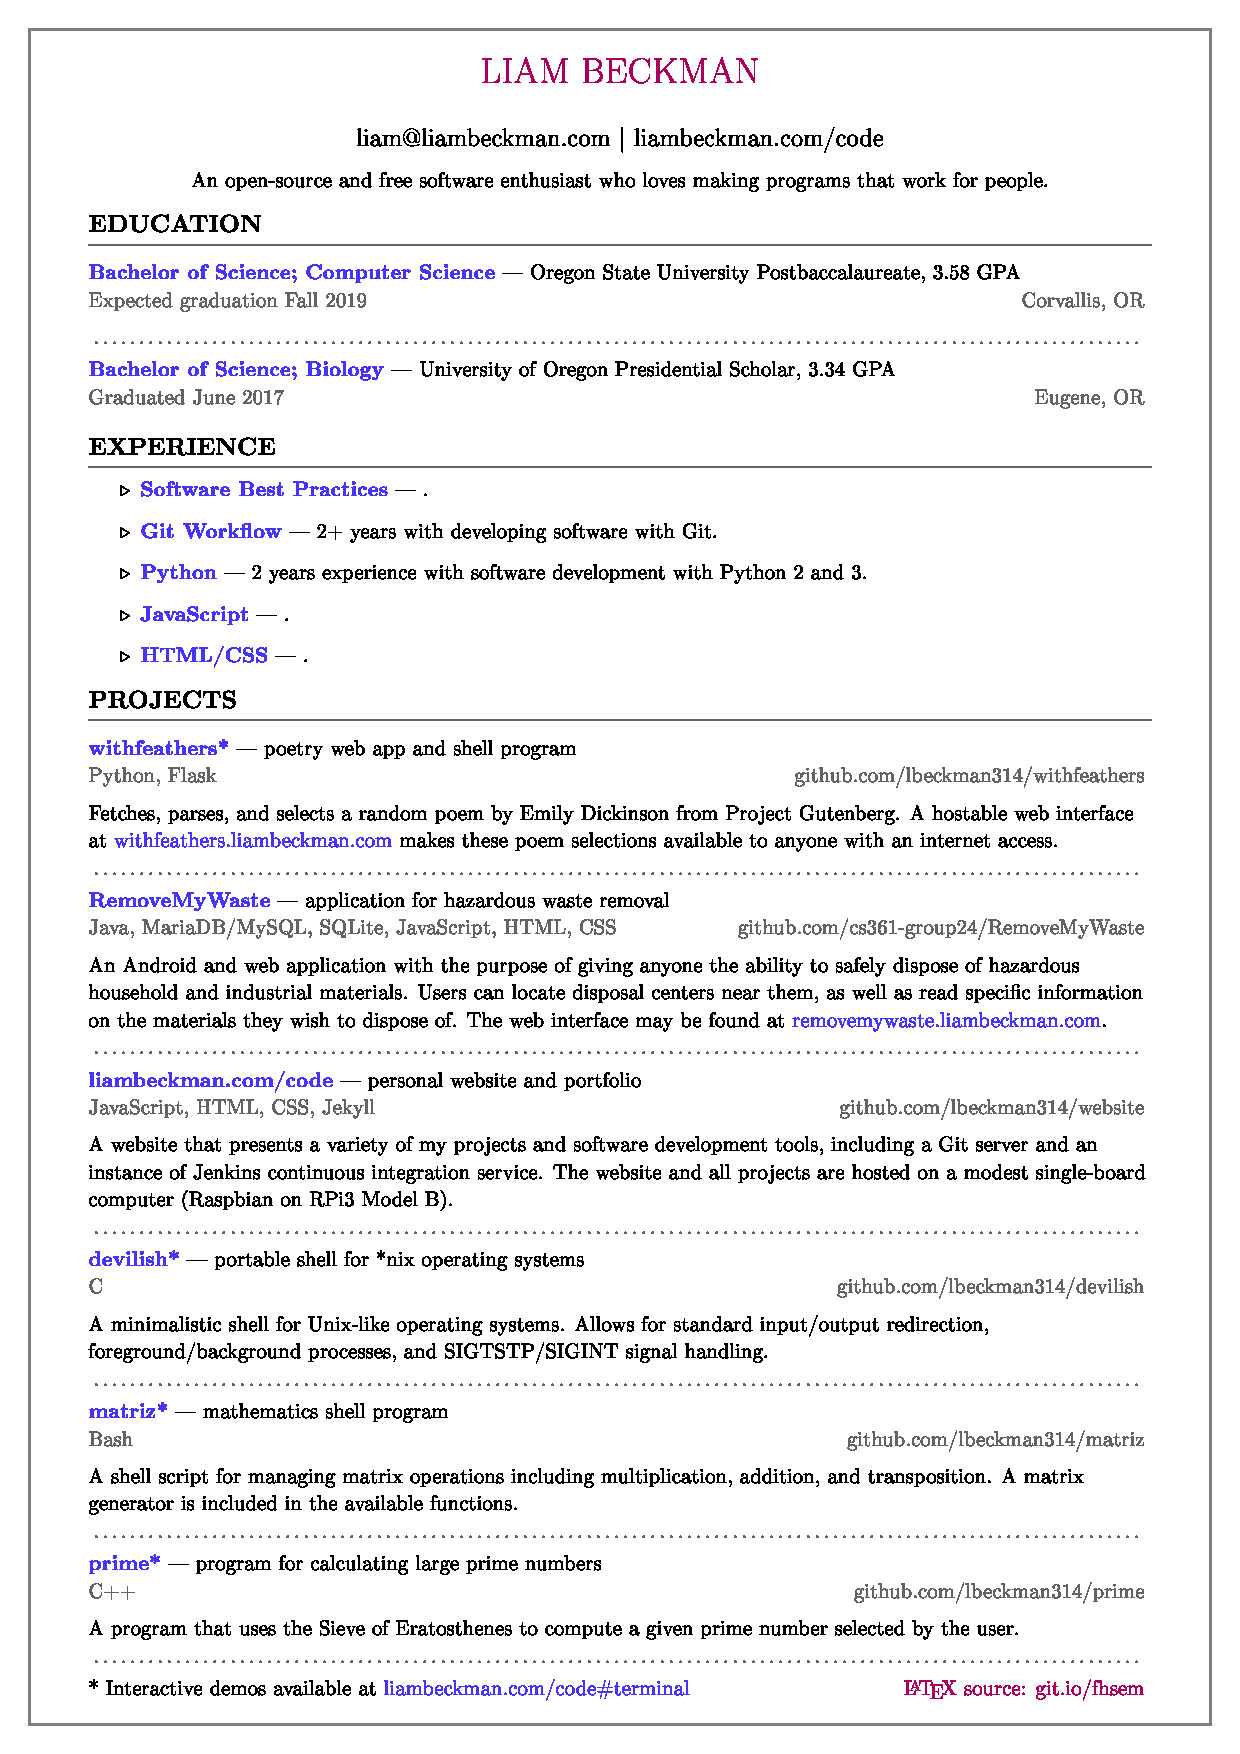 LIAM BECKMAN
liam@liambeckman.com | liambeckman.com/code
An open-source and free software enthusiast who loves making programs that work for people.
EDUCATION
Bachelor of Science; Computer Science — Oregon State University Postbaccalaureate, 3.58 GPA
Expected graduation Fall 2019 Corvallis, OR
Bachelor of Science; Biology — University of Oregon Presidential Scholar, 3.34 GPA
Graduated June 2017 Eugene, OR
EXPERIENCE
▷ Software Best Practices — .
▷ Git Workflow — 2+ years with developing software with Git.
▷ Python — 2 years experience with software development with Python 2 and 3.
▷ JavaScript — .
▷ HTML/CSS — .
PROJECTS
withfeathers* — poetry web app and shell program
Python, Flask github.com/lbeckman314/withfeathers
Fetches, parses, and selects a random poem by Emily Dickinson from Project Gutenberg. A hostable web interface
at withfeathers.liambeckman.com makes these poem selections available to anyone with an internet access.
RemoveMyWaste — application for hazardous waste removal
Java, MariaDB/MySQL, SQLite, JavaScript, HTML, CSS github.com/cs361-group24/RemoveMyWaste
An Android and web application with the purpose of giving anyone the ability to safely dispose of hazardous
household and industrial materials. Users can locate disposal centers near them, as well as read specific information
on the materials they wish to dispose of. The web interface may be found at removemywaste.liambeckman.com.
liambeckman.com/code — personal website and portfolio
JavaScript, HTML, CSS, Jekyll github.com/lbeckman314/website
A website that presents a variety of my projects and software development tools, including a Git server and an
instance of Jenkins continuous integration service. The website and all projects are hosted on a modest single-board
computer (Raspbian on RPi3 Model B).
devilish* — portable shell for *nix operating systems
C github.com/lbeckman314/devilish
A minimalistic shell for Unix-like operating systems. Allows for standard input/output redirection,
foreground/background processes, and SIGTSTP/SIGINT signal handling.
matriz* — mathematics shell program
Bash github.com/lbeckman314/matriz
A shell script for managing matrix operations including multiplication, addition, and transposition. A matrix
generator is included in the available functions.
prime* — program for calculating large prime numbers
C++ github.com/lbeckman314/prime
A program that uses the Sieve of Eratosthenes to compute a given prime number selected by the user.
* Interactive demos available at liambeckman.com/code#terminal LATEX source: git.io/fhsem